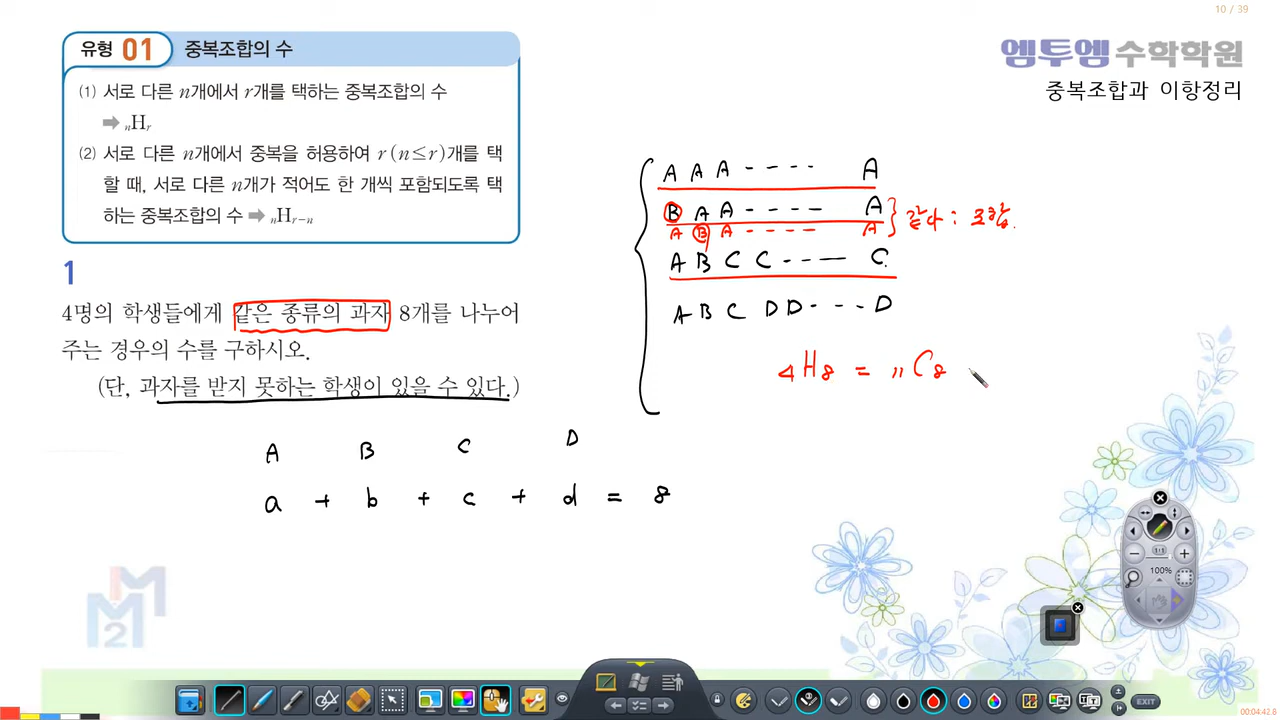 10 / 39
유형 01 중복조합의 수
(1) 서로 다른 n개에서 r개를 택하는 중복조합의 수
➡ ₙHᵣ
(2) 서로 다른 n개에서 중복을 허용하여 r(n≤r)개를 택
할 때, 서로 다른 n개가 적어도 한 개씩 포함되도록 택
하는 중복조합의 수 ➡ ₙHᵣ₋ₙ
엠투엠수학학원
중복조합과 이항정리
1
4명의 학생들에게 같은 종류의 과자 8개를 나누어
주는 경우의 수를 구하시오.
(단, 과자를 받지 못하는 학생이 있을 수 있다.)
A B C D
a + b + c + d = 8
A A A - - - - A
B A A - - - - A
A B A - - - - A
같다 : 조합.
A B C C - - - - C.
A B C D D - - - D
₄H₈ = ₁₁C₈
M2M
100%
1:1
EXIT
00:04:42.8